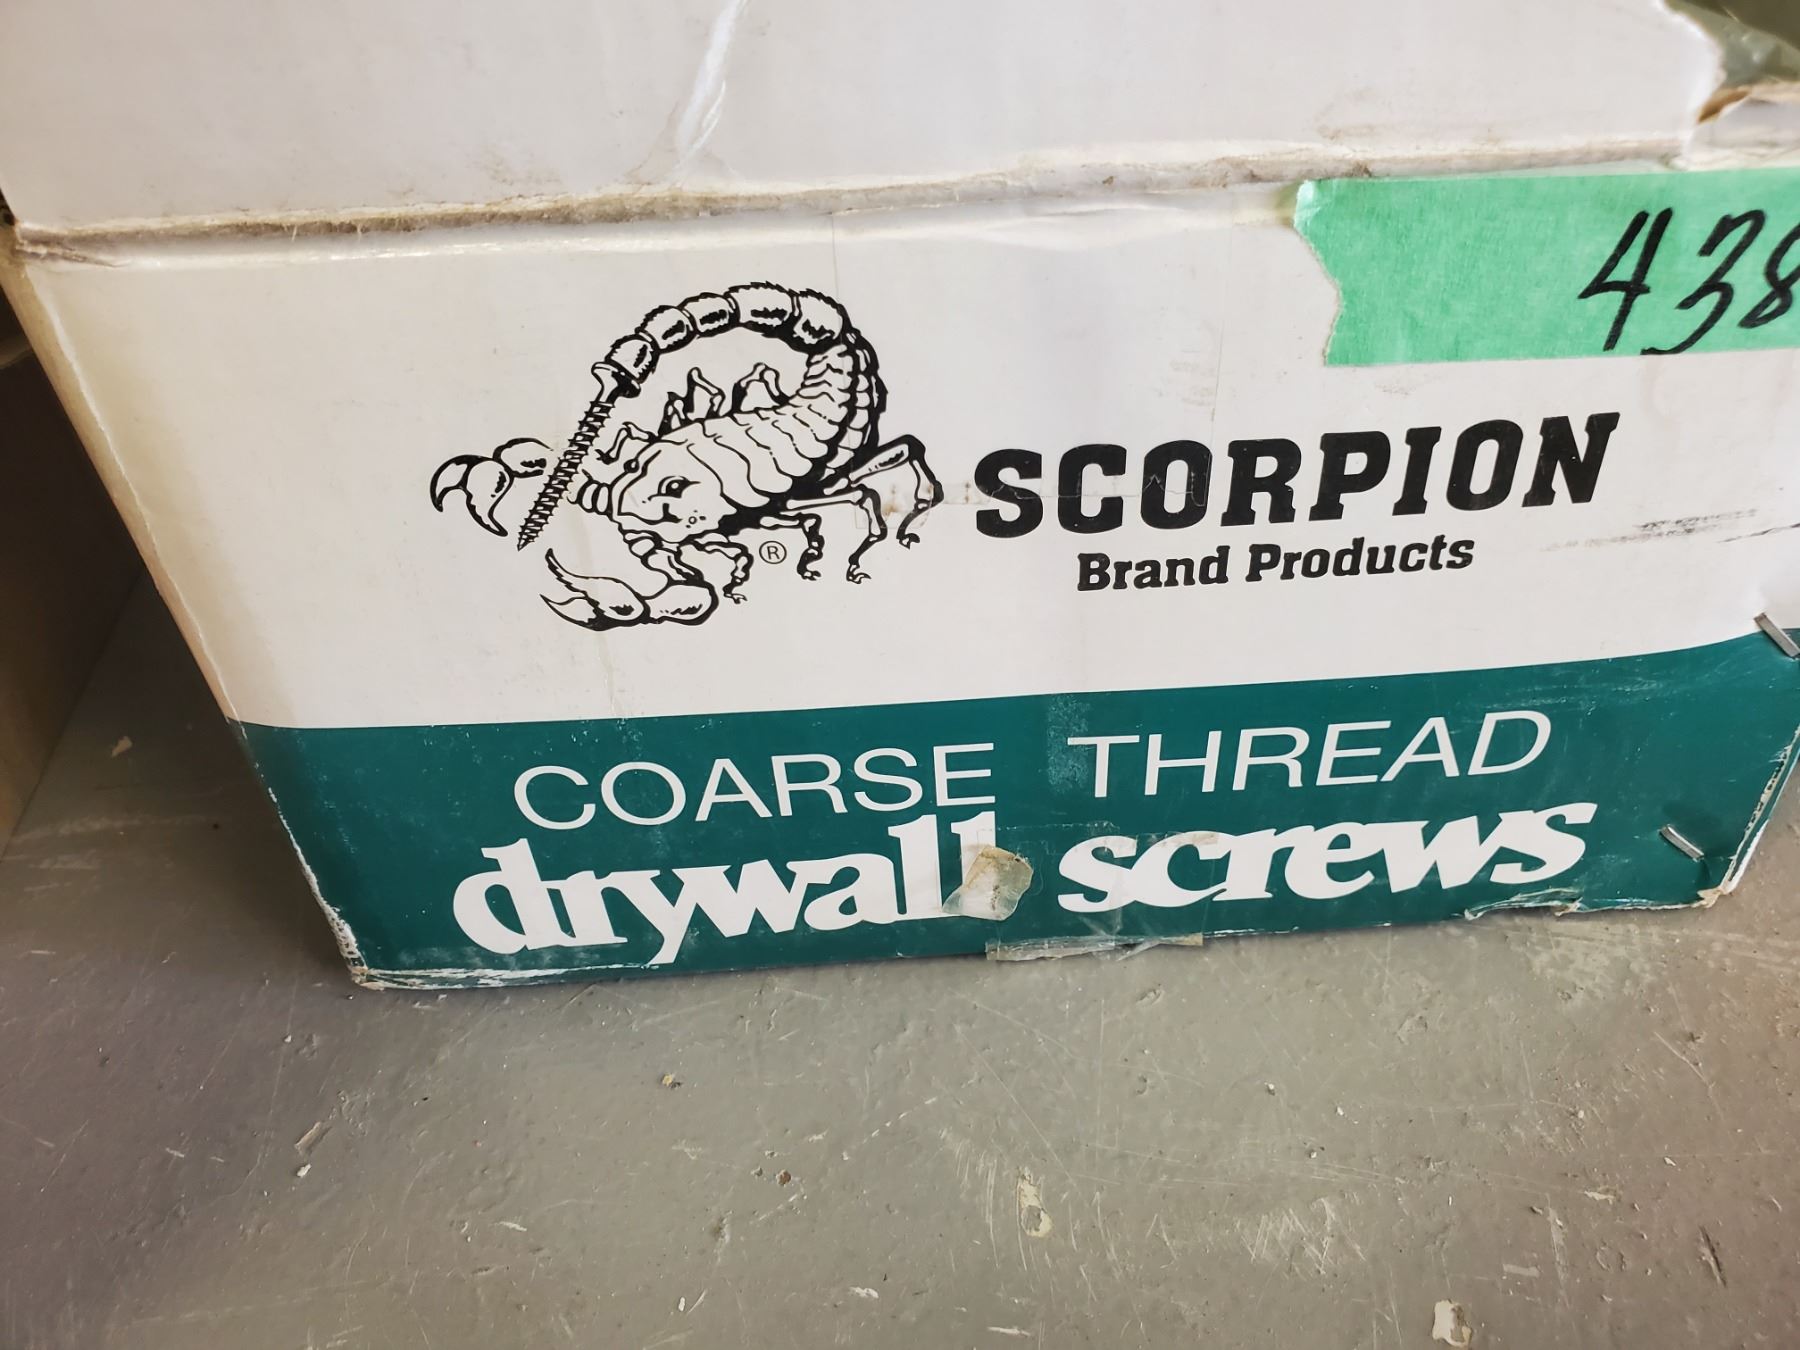 438
SCORPION
Brand Products
®
COARSE THREAD
drywall screws